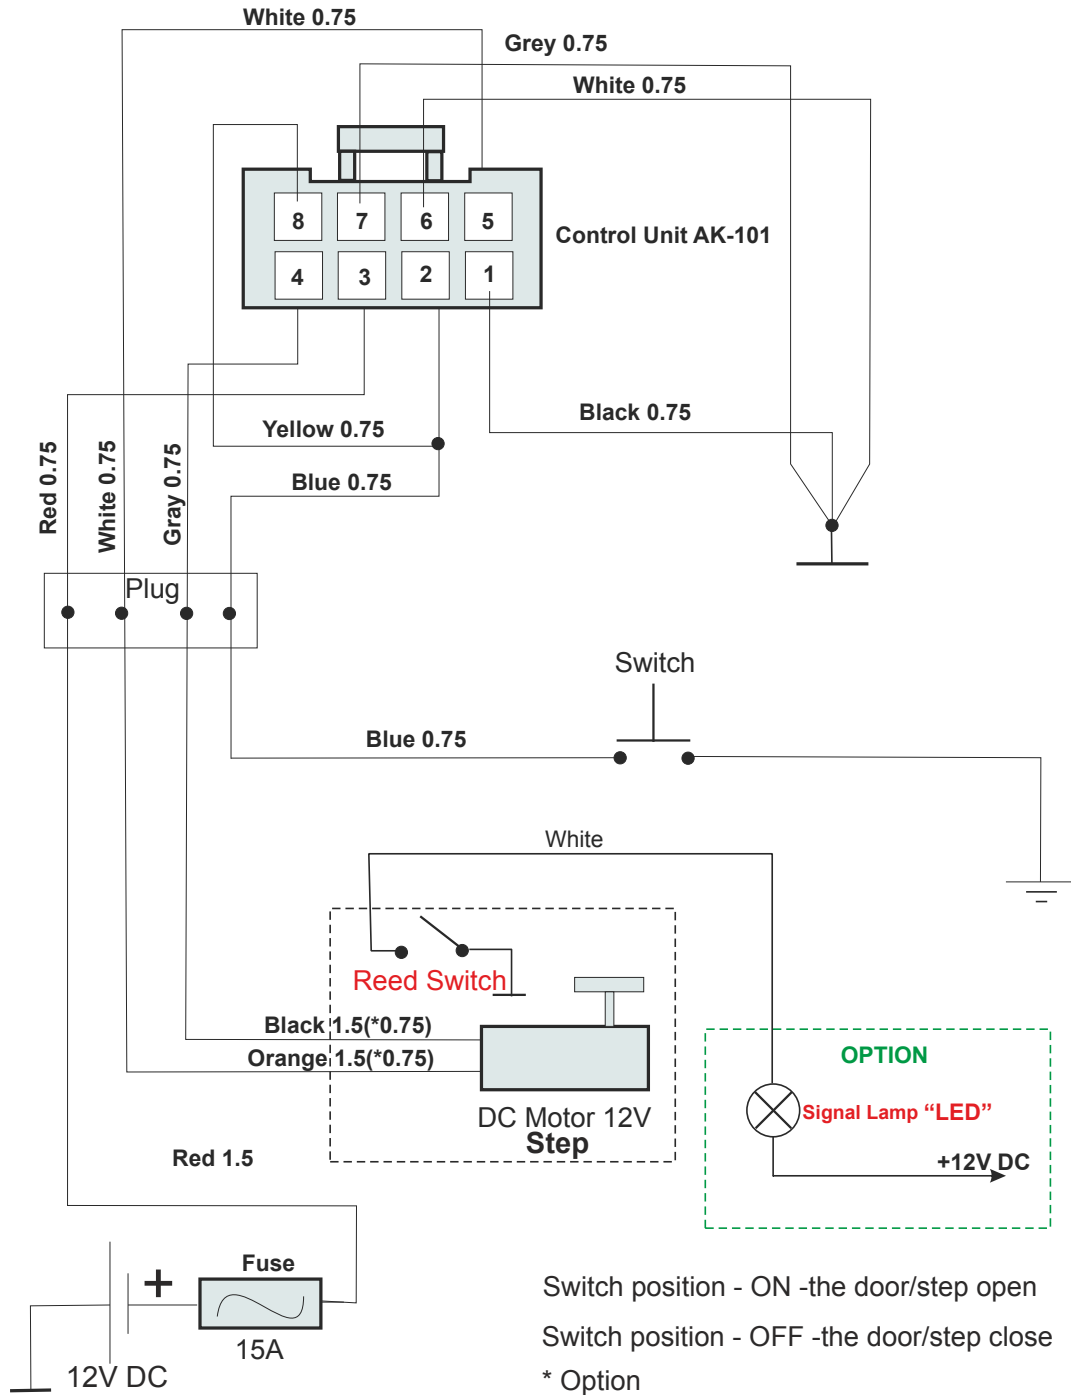 White 0.75
Grey 0.75
White 0.75
8 7 6 5
Control Unit AK-101
4 3 2 1
Black 0.75
Yellow 0.75
Blue 0.75
Red 0.75
White 0.75
Gray 0.75
Plug
Switch
Blue 0.75
White
Reed Switch
Black 1.5(*0.75)
Orange 1.5(*0.75)
OPTION
Signal Lamp “LED”
DC Motor 12V
Step
+12V DC
Red 1.5
Fuse
+
15A
12V DC
Switch position - ON -the door/step open
Switch position - OFF -the door/step close
* Option